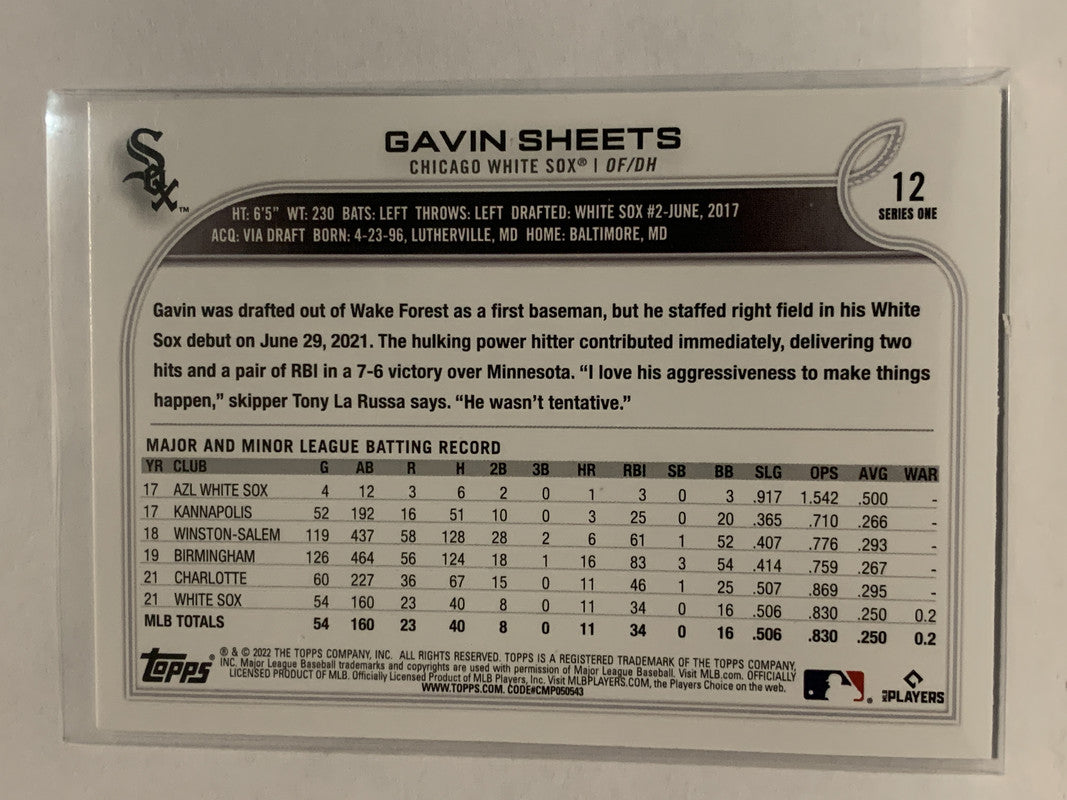 Sox™
GAVIN SHEETS
CHICAGO WHITE SOX® | OF/DH
12
SERIES ONE
HT: 6'5" WT: 230 BATS: LEFT THROWS: LEFT DRAFTED: WHITE SOX #2-JUNE, 2017
ACQ: VIA DRAFT BORN: 4-23-96, LUTHERVILLE, MD HOME: BALTIMORE, MD
Gavin was drafted out of Wake Forest as a first baseman, but he staffed right field in his White
Sox debut on June 29, 2021. The hulking power hitter contributed immediately, delivering two
hits and a pair of RBI in a 7-6 victory over Minnesota. “I love his aggressiveness to make things
happen,” skipper Tony La Russa says. “He wasn’t tentative.”
MAJOR AND MINOR LEAGUE BATTING RECORD
YR CLUB G AB R H 2B 3B HR RBI SB BB SLG OPS AVG WAR
17 AZL WHITE SOX 4 12 3 6 2 0 1 3 0 3 .917 1.542 .500 -
17 KANNAPOLIS 52 192 16 51 10 0 3 25 0 20 .365 .710 .266 -
18 WINSTON-SALEM 119 437 58 128 28 2 6 61 1 52 .407 .776 .293 -
19 BIRMINGHAM 126 464 56 124 18 1 16 83 3 54 .414 .759 .267 -
21 CHARLOTTE 60 227 36 67 15 0 11 46 1 25 .507 .869 .295 -
21 WHITE SOX 54 160 23 40 8 0 11 34 0 16 .506 .830 .250 0.2
MLB TOTALS 54 160 23 40 8 0 11 34 0 16 .506 .830 .250 0.2
topps®
® & © 2022 THE TOPPS COMPANY, INC. ALL RIGHTS RESERVED. TOPPS IS A REGISTERED TRADEMARK OF THE TOPPS COMPANY,
INC. Major League Baseball trademarks and copyrights are used with permission of Major League Baseball. Visit MLB.com. OFFICIALLY
LICENSED PRODUCT OF MLB. Officially Licensed Product of MLB Players, Inc. Visit MLBPLAYERS.COM, the Players Choice on the web.
WWW.TOPPS.COM. CODE#CMP050543
MLB PLAYERS